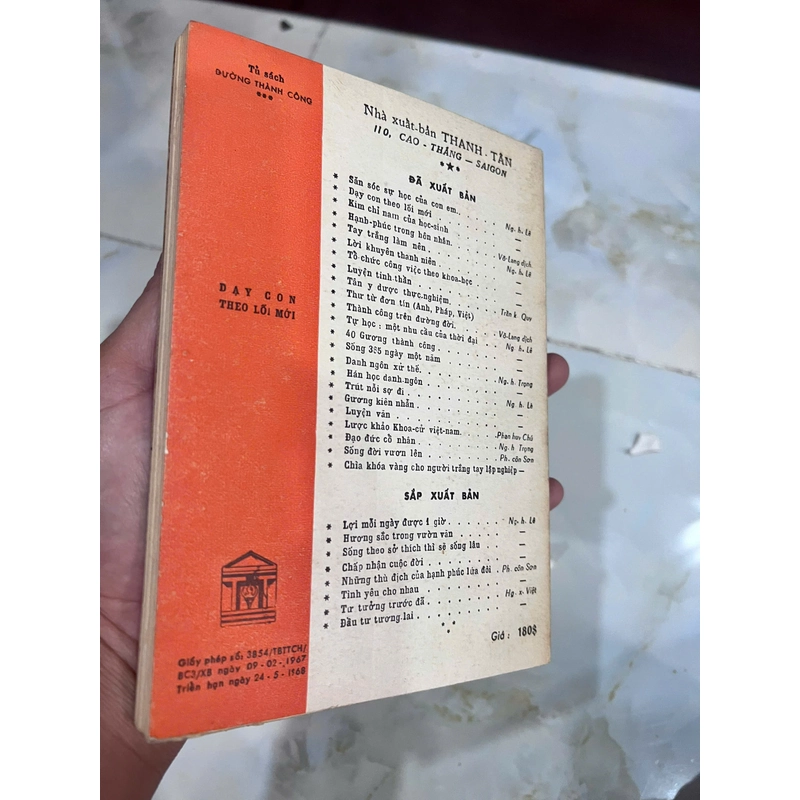 Tủ sách
ĐƯỜNG THÀNH CÔNG
***
DẠY CON
THEO LỐI MỚI
Giấy phép số: 3854/TBTTCH/
BC3/XB ngày 09-02-1967
Triển hạn ngày 24-5-1968
Nhà xuất-bản THANH-TÂN
110, CAO-THẮNG — SAIGON
***
ĐÃ XUẤT BẢN
* Săn sóc sự học của con em. . . . . . . Ng. h. Lê
* Dạy con theo lối mới . . . . . . . —
* Kim chỉ nam của học-sinh . . . . . . —
* Hạnh-phúc trong hôn nhân. . . . . . —
* Tay trắng làm nên . . . . . . . Võ-Lang dịch
* Lời khuyên thanh niên . . . . . . Ng. h. Lê
* Tổ chức công việc theo khoa-học . . . —
* Luyện tinh thần . . . . . . . —
* Tân y dược thực-nghiệm . . . . . Trần k Quy
* Thư từ đơn tín (Anh, Pháp, Việt) . . . —
* Thành công trên đường đời. . . . . Võ-Lang dịch
* Tự học : một nhu cầu của thời đại . . . Ng h. Lê
* 40 Gương thành công . . . . . . —
* Sống 365 ngày một năm . . . . . —
* Danh ngôn xử thế. . . . . . . Ng. h. Trọng
* Hán học danh-ngôn . . . . . . —
* Trút nỗi sợ đi . . . . . . . Ng. h. Lê
* Gương kiên nhẫn . . . . . . . —
* Luyện văn . . . . . . . —
* Lược khảo Khoa-cử việt-nam. . . . . Phan huy Chú
* Đạo đức cổ nhân . . . . . . . Ng. h Trọng
* Sống đời vươn lên . . . . . . . Ph. côn Sơn
* Chìa khóa vàng cho người trắng tay lập nghiệp —
SẮP XUẤT BẢN
* Lợi mỗi ngày được 1 giờ . . . . . . Ng. h. Lê
* Hương sắc trong vườn văn . . . . . —
* Sống theo sở thích thì sẽ sống lâu . . . —
* Chấp nhận cuộc đời . . . . . . —
* Những thù địch của hạnh phúc lứa đôi . Ph. côn Sơn
* Tình yêu cho nhau . . . . . . —
* Tư tưởng trước đã . . . . . . Hg. x. Việt
* Đầu tư tương lai . . . . . . —
***
Giá : 180$